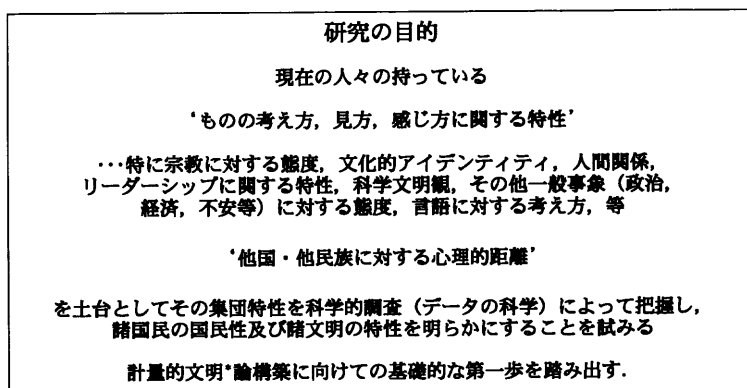 研究の目的
現在の人々の持っている
‘ものの考え方，見方，感じ方に関する特性’
･･･特に宗教に対する態度，文化的アイデンティティ，人間関係，
リーダーシップに関する特性，科学文明観，その他一般事象（政治，
経済，不安等）に対する態度，言語に対する考え方，等
‘他国・他民族に対する心理的距離’
を土台としてその集団特性を科学的調査（データの科学）によって把握し，
諸国民の国民性及び諸文明の特性を明らかにすることを試みる
計量的文明*論構築に向けての基礎的な第一歩を踏み出す．